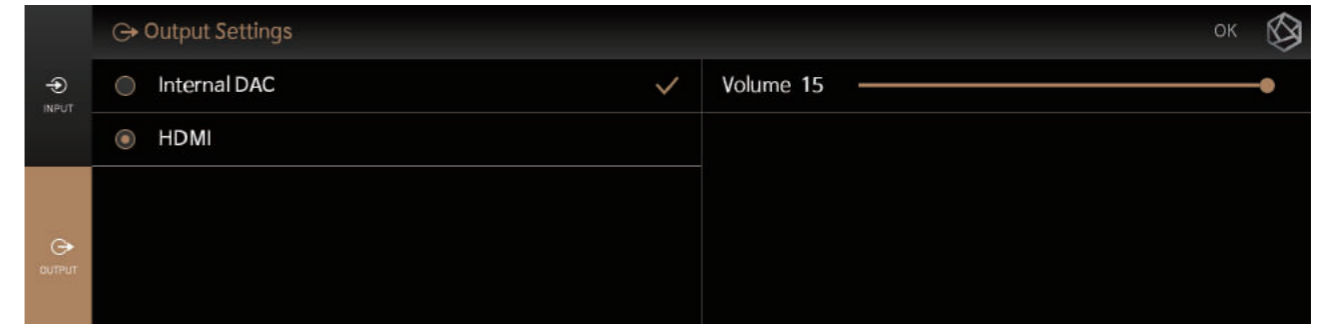 Output Settings
OK
INPUT
Internal DAC
Volume 15
HDMI
OUTPUT